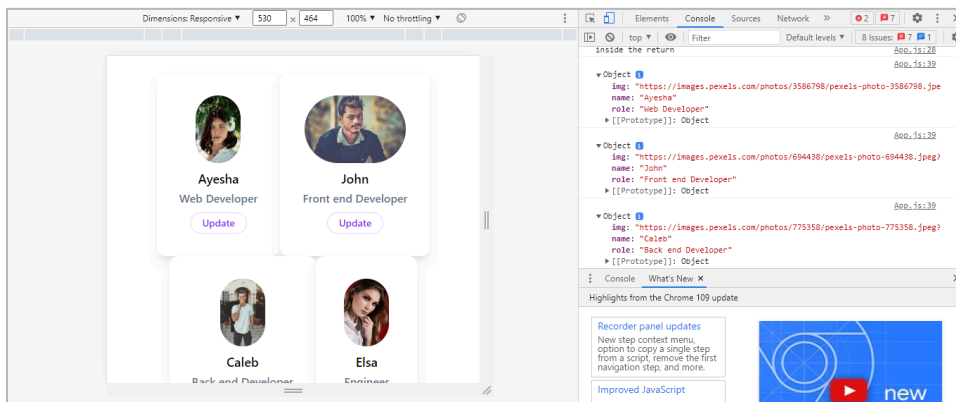 Dimensions: Responsive ▼ 530 × 464 100% ▼ No throttling ▼
Elements Console Sources Network » 2 7
top ▼ Filter Default levels ▼ 8 Issues: 7 1
inside the return App.js:28
App.js:39
▼Object i
img: "https://images.pexels.com/photos/3586798/pexels-photo-3586798.jpe
name: "Ayesha"
role: "Web Developer"
▶ [[Prototype]]: Object
App.js:39
▼Object i
img: "https://images.pexels.com/photos/694438/pexels-photo-694438.jpeg?
name: "John"
role: "Front end Developer"
▶ [[Prototype]]: Object
App.js:39
▼Object i
img: "https://images.pexels.com/photos/775358/pexels-photo-775358.jpeg?
name: "Caleb"
role: "Back end Developer"
▶ [[Prototype]]: Object
Ayesha
Web Developer
Update
John
Front end Developer
Update
Caleb
Back end Developer
Elsa
Engineer
Console What's New ×
Highlights from the Chrome 109 update
Recorder panel updates
New step context menu,
option to copy a single step
from a script, remove the first
navigation step, and more.
Improved JavaScript
new